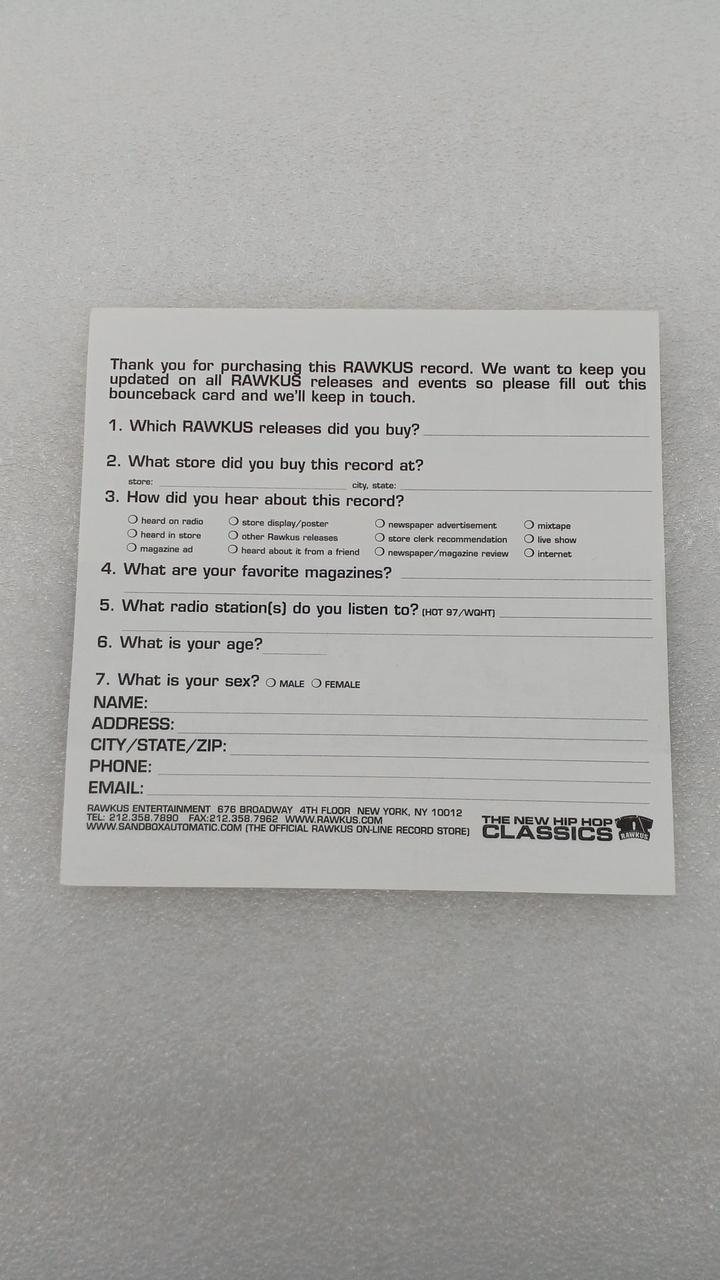 Thank you for purchasing this RAWKUS record. We want to keep you
updated on all RAWKUS releases and events so please fill out this
bounceback card and we'll keep in touch.
1. Which RAWKUS releases did you buy?
2. What store did you buy this record at?
store: city, state:
3. How did you hear about this record?
heard on radio store display/poster newspaper advertisement mixtape
heard in store other Rawkus releases store clerk recommendation live show
magazine ad heard about it from a friend newspaper/magazine review internet
4. What are your favorite magazines?
5. What radio station(s) do you listen to? (HOT 97/WQHT)
6. What is your age?
7. What is your sex? MALE FEMALE
NAME:
ADDRESS:
CITY/STATE/ZIP:
PHONE:
EMAIL:
RAWKUS ENTERTAINMENT 676 BROADWAY 4TH FLOOR NEW YORK, NY 10012
TEL: 212.358.7890 FAX:212.358.7962 WWW.RAWKUS.COM
WWW.SANDBOXAUTOMATIC.COM (THE OFFICIAL RAWKUS ON-LINE RECORD STORE)
THE NEW HIP HOP
CLASSICS
RAWKUS